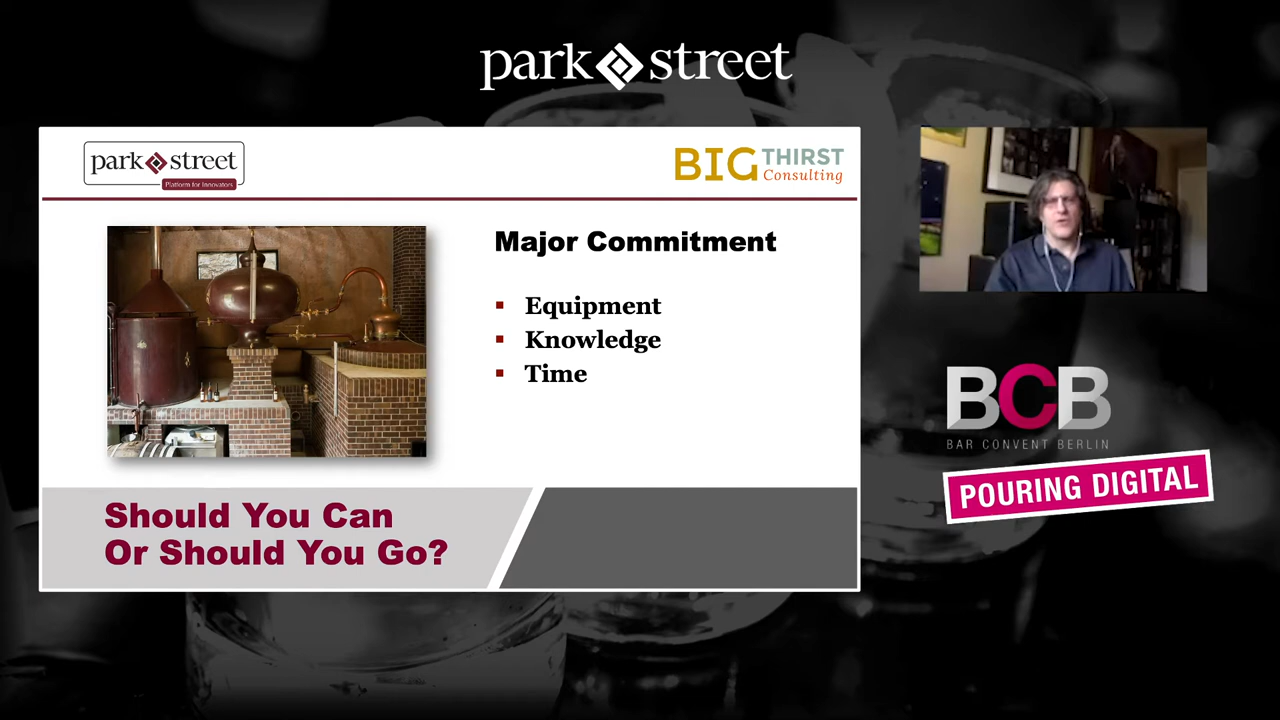 park street
park street
Platform for Innovators
BIG THIRST
Consulting
Major Commitment
Equipment
Knowledge
Time
Should You Can
Or Should You Go?
BCB
BAR CONVENT BERLIN
POURING DIGITAL